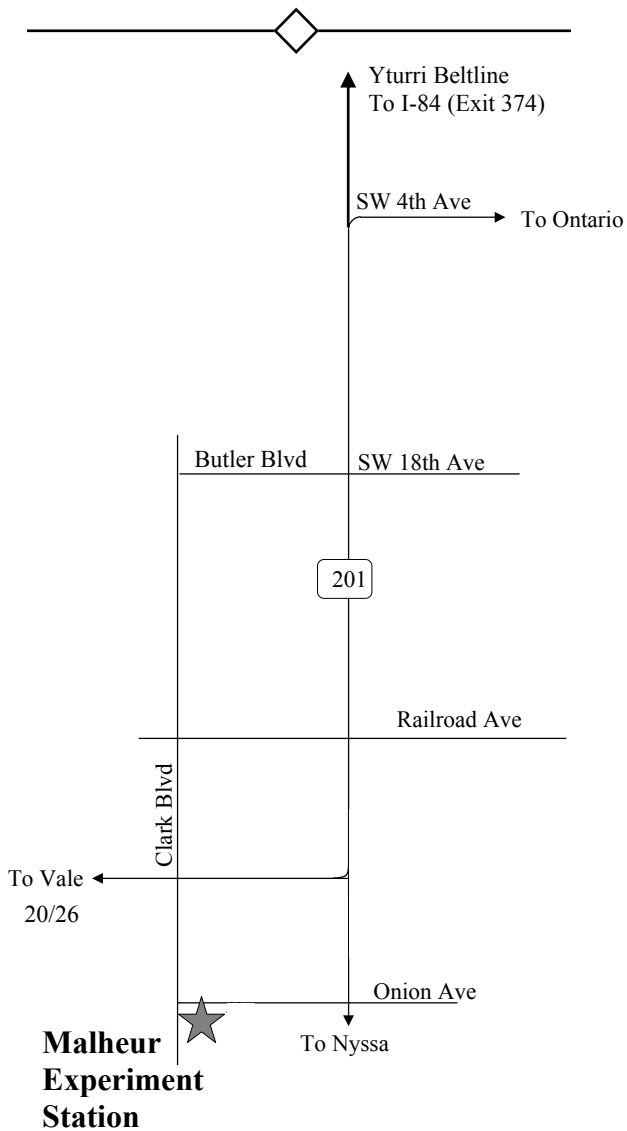 Yturri Beltline
To I-84 (Exit 374)
SW 4th Ave
To Ontario
Butler Blvd
SW 18th Ave
201
Railroad Ave
Clark Blvd
To Vale
20/26
Onion Ave
To Nyssa
Malheur
Experiment
Station